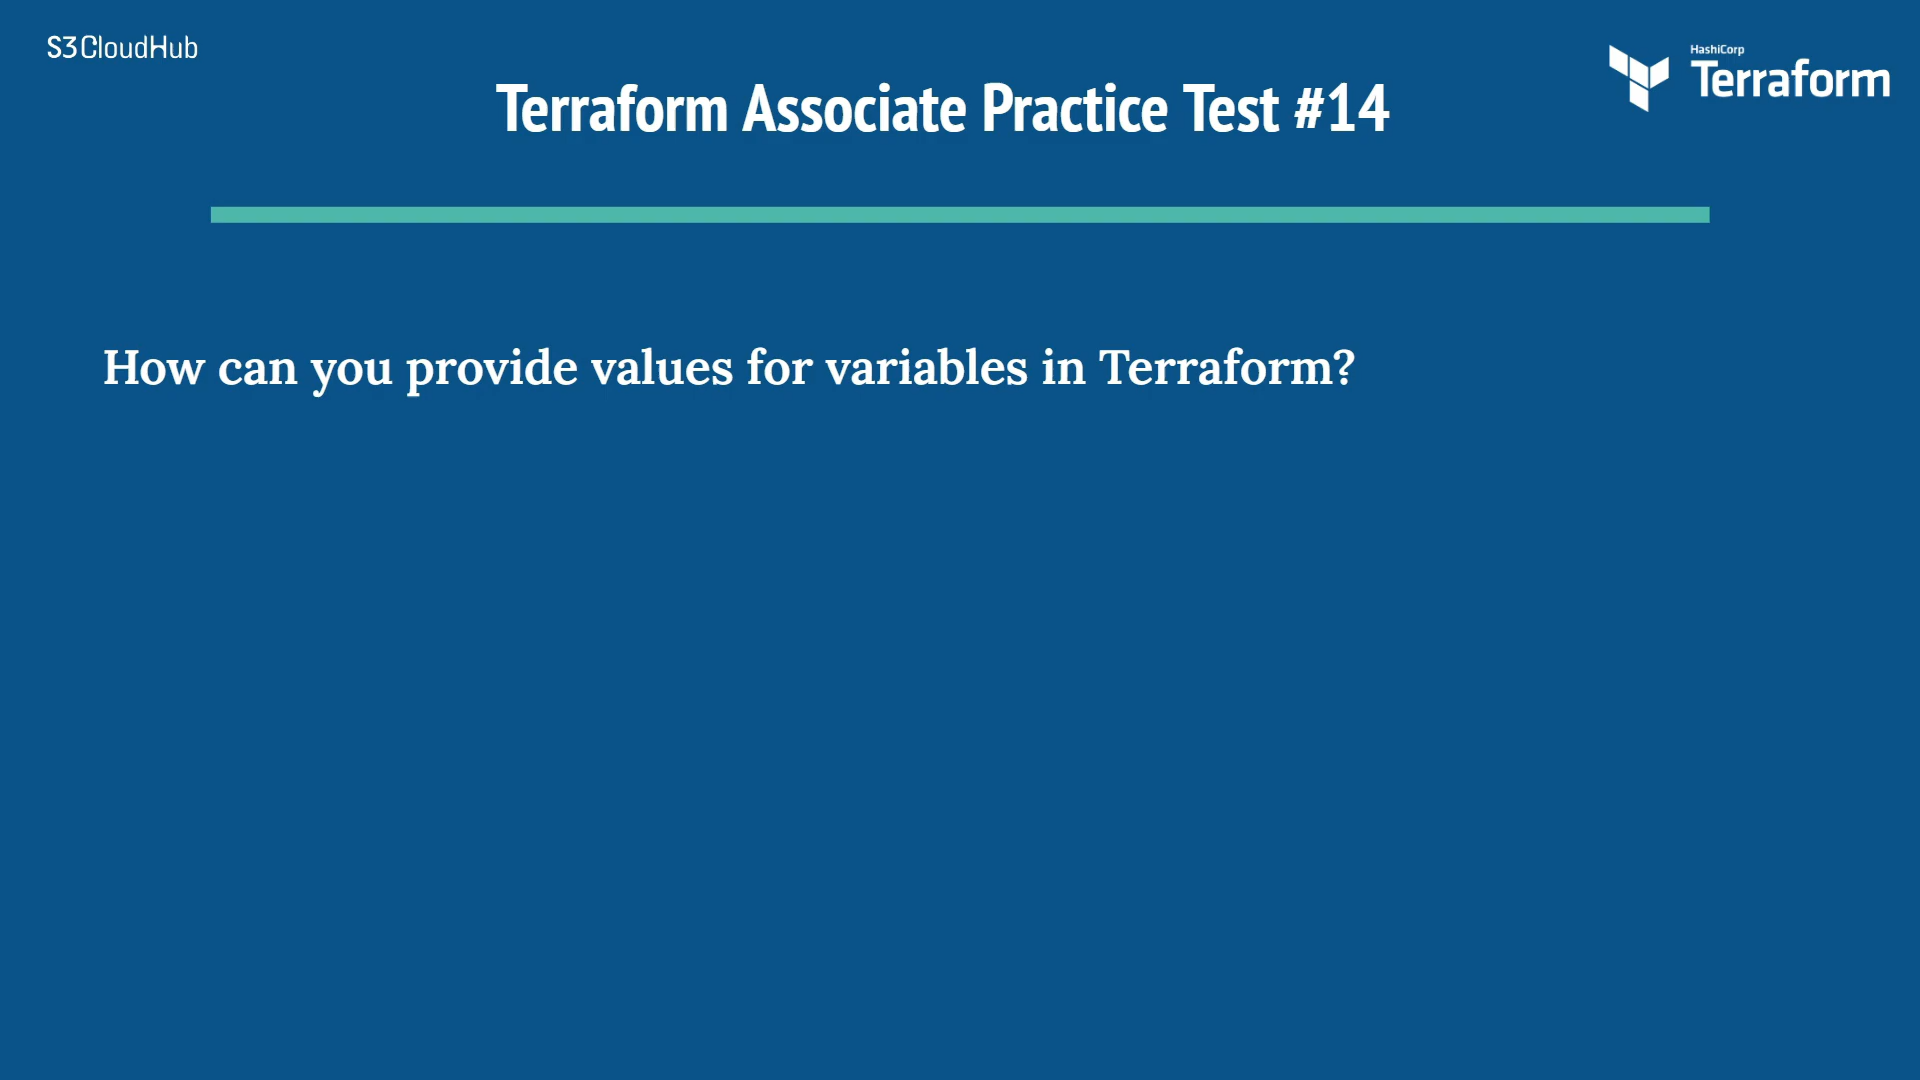 S3CloudHub
HashiCorp
Terraform
Terraform Associate Practice Test #14
How can you provide values for variables in Terraform?